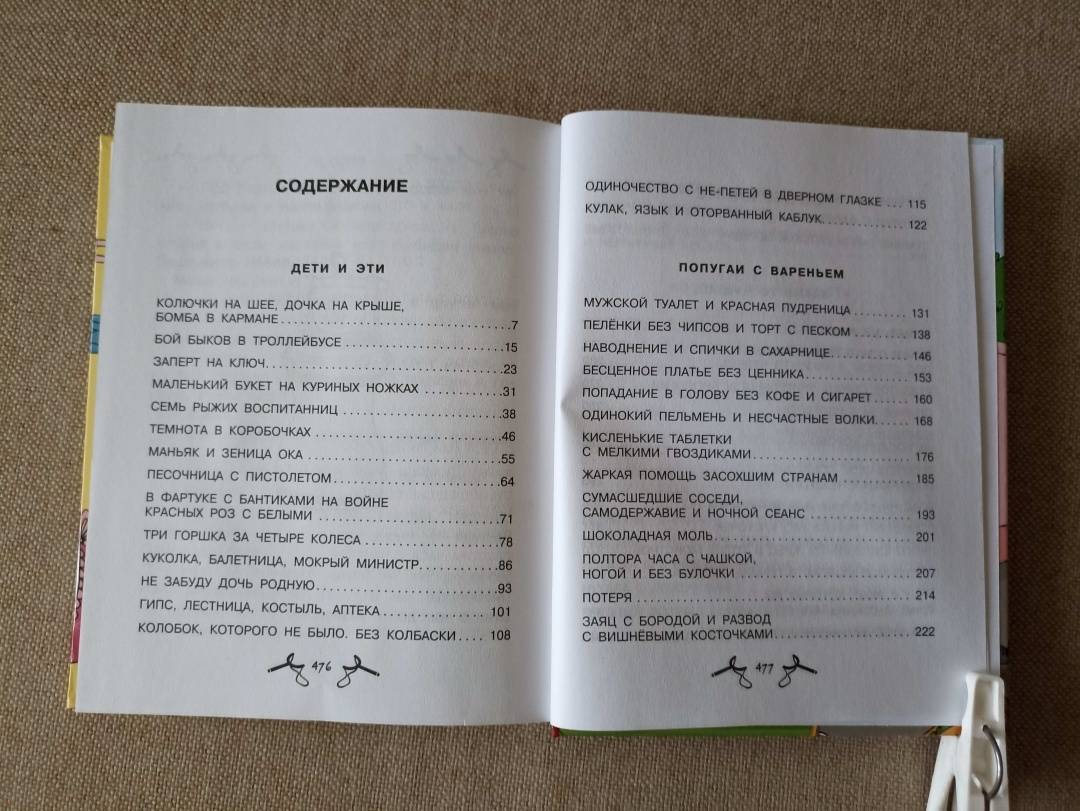 СОДЕРЖАНИЕ
ДЕТИ И ЭТИ
КОЛЮЧКИ НА ШЕЕ, ДОЧКА НА КРЫШЕ,
БОМБА В КАРМАНЕ..............................7
БОЙ БЫКОВ В ТРОЛЛЕЙБУСЕ....................15
ЗАПЕРТ НА КЛЮЧ..............................23
МАЛЕНЬКИЙ БУКЕТ НА КУРИНЫХ НОЖКАХ..........31
СЕМЬ РЫЖИХ ВОСПИТАННИЦ.....................38
ТЕМНОТА В КОРОБОЧКАХ.......................46
МАНЬЯК И ЗЕНИЦА ОКА........................55
ПЕСОЧНИЦА С ПИСТОЛЕТОМ.....................64
В ФАРТУКЕ С БАНТИКАМИ НА ВОЙНЕ
КРАСНЫХ РОЗ С БЕЛЫМИ.......................71
ТРИ ГОРШКА ЗА ЧЕТЫРЕ КОЛЕСА................78
КУКОЛКА, БАЛЕТНИЦА, МОКРЫЙ МИНИСТР.........86
НЕ ЗАБУДУ ДОЧЬ РОДНУЮ......................93
ГИПС, ЛЕСТНИЦА, КОСТЫЛЬ, АПТЕКА............101
КОЛОБОК, КОТОРОГО НЕ БЫЛО. БЕЗ КОЛБАСКИ....108
476
ОДИНОЧЕСТВО С НЕ-ПЕТЕЙ В ДВЕРНОМ ГЛАЗКЕ...115
КУЛАК, ЯЗЫК И ОТОРВАННЫЙ КАБЛУК............122
ПОПУГАИ С ВАРЕНЬЕМ
МУЖСКОЙ ТУАЛЕТ И КРАСНАЯ ПУДРЕНИЦА........131
ПЕЛЁНКИ БЕЗ ЧИПСОВ И ТОРТ С ПЕСКОМ........138
НАВОДНЕНИЕ И СПИЧКИ В САХАРНИЦЕ...........146
БЕСЦЕННОЕ ПЛАТЬЕ БЕЗ ЦЕННИКА..............153
ПОПАДАНИЕ В ГОЛОВУ БЕЗ КОФЕ И СИГАРЕТ.....160
ОДИНОКИЙ ПЕЛЬМЕНЬ И НЕСЧАСТНЫЕ ВОЛКИ......168
КИСЛЕНЬКИЕ ТАБЛЕТКИ
С МЕЛКИМИ ГВОЗДИКАМИ......................176
ЖАРКАЯ ПОМОЩЬ ЗАСОХШИМ СТРАНАМ............185
СУМАСШЕДШИЕ СОСЕДИ,
САМОДЕРЖАВИЕ И НОЧНОЙ СЕАНС...............193
ШОКОЛАДНАЯ МОЛЬ...........................201
ПОЛТОРА ЧАСА С ЧАШКОЙ,
НОГОЙ И БЕЗ БУЛОЧКИ.......................207
ПОТЕРЯ....................................214
ЗАЯЦ С БОРОДОЙ И РАЗВОД
С ВИШНЁВЫМИ КОСТОЧКАМИ....................222
477